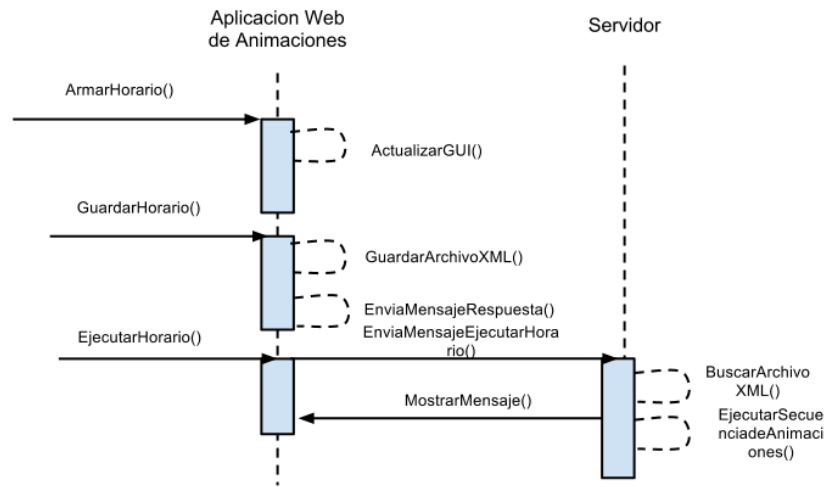 Aplicacion Web
de Animaciones
Servidor
ArmarHorario()
ActualizarGUI()
GuardarHorario()
GuardarArchivoXML()
EnviaMensajeRespuesta()
EjecutarHorario()
EnviaMensajeEjecutarHora
rio()
BuscarArchivo
XML()
MostrarMensaje()
EjecutarSecue
nciadeAnimaci
ones()